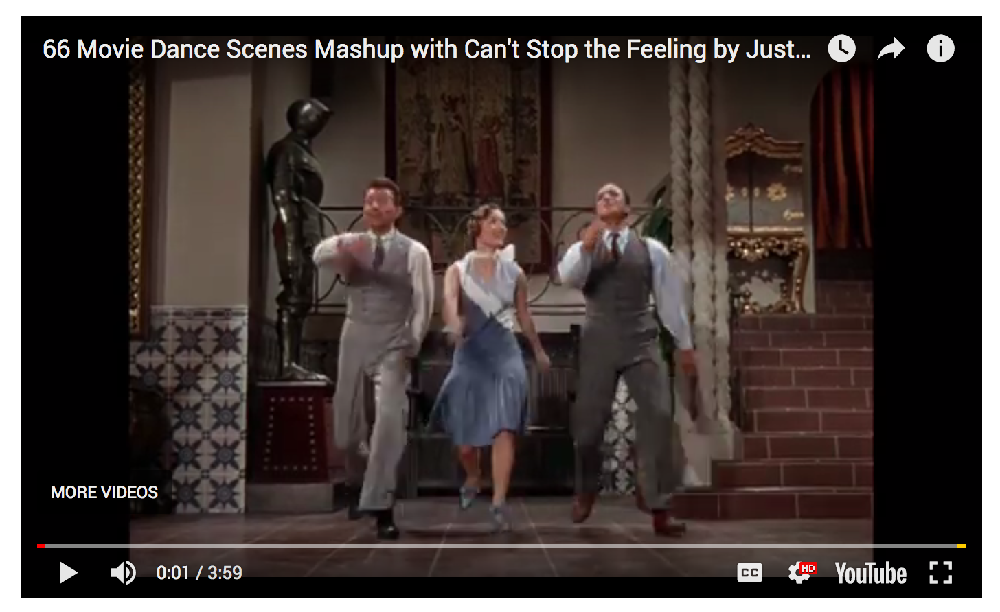 66 Movie Dance Scenes Mashup with Can't Stop the Feeling by Just...
MORE VIDEOS
0:01 / 3:59
CC
HD
YouTube